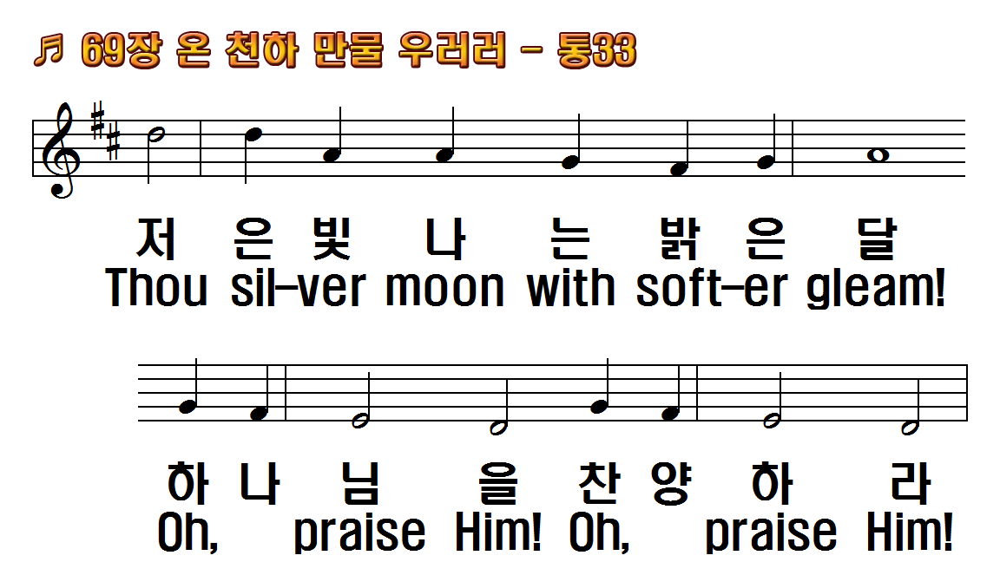 ♬ 69장 온 천하 만물 우러러 - 통33
저 은 빛 나 는 밝 은 달
Thou sil-ver moon with soft-er gleam!
하 나 님 을 찬 양 하 라
Oh, praise Him! Oh, praise Him!